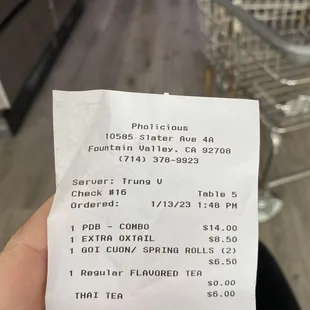 Pholicious
10585 Slater Ave 4A
Fountain Valley, CA 92708
(714) 378-9923
Server: Trung V
Check #16 Table 5
Ordered: 1/13/23 1:48 PM
1 PDB - COMBO $14.00
1 EXTRA OXTAIL $8.50
1 GOI CUON/ SPRING ROLLS (2)
$6.50
1 Regular FLAVORED TEA
$0.00
THAI TEA $6.00